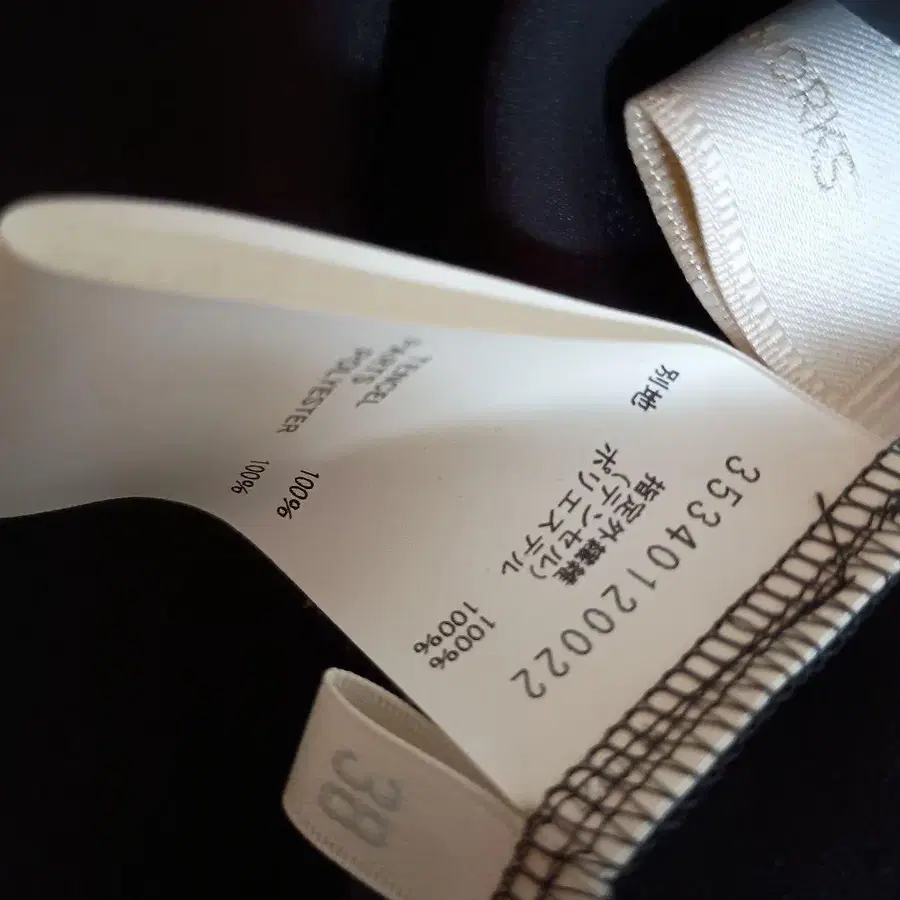 ORKS
35340120022
指定外繊維
(テンセル) 100%
別地 ポリエステル 100%
TENCEL 100%
PARTS
POLYESTER 100%
38